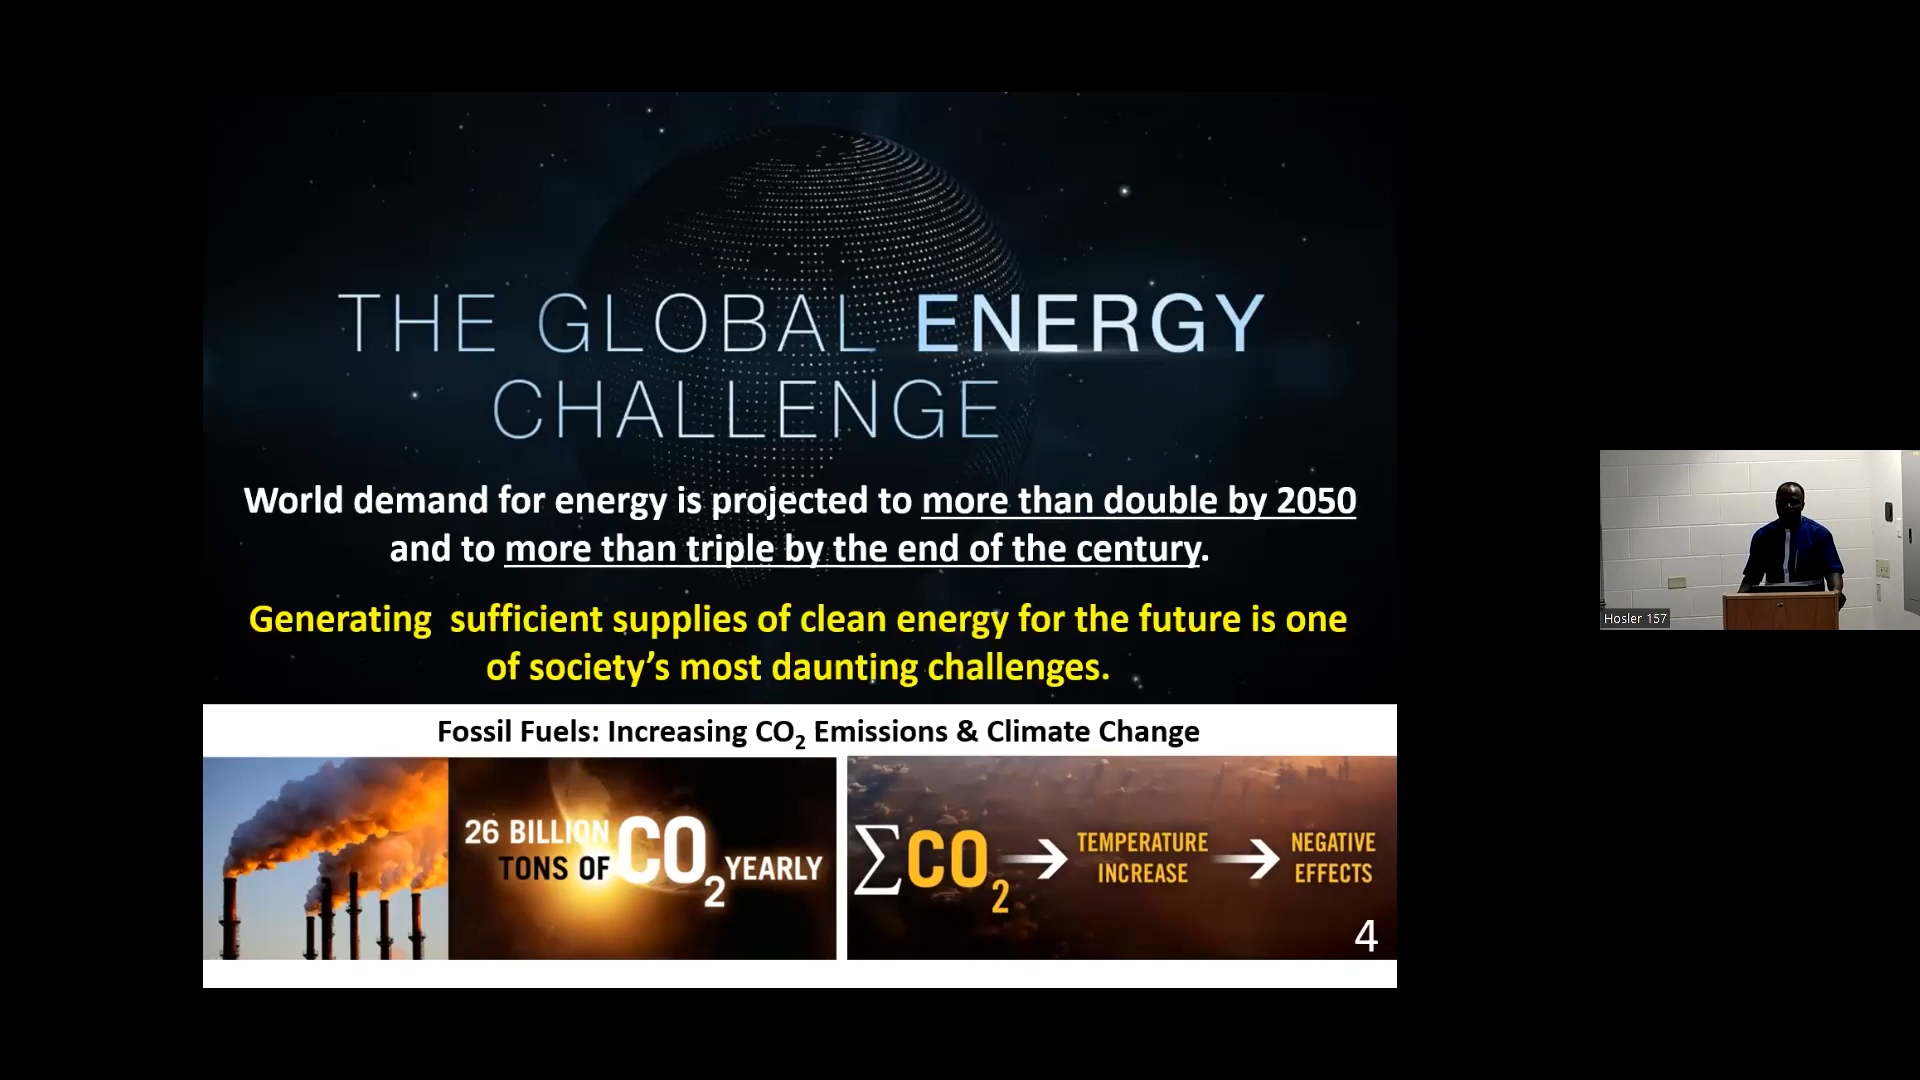 THE GLOBAL ENERGY
CHALLENGE
World demand for energy is projected to more than double by 2050
and to more than triple by the end of the century.
Generating  sufficient supplies of clean energy for the future is one
of society’s most daunting challenges.
Fossil Fuels: Increasing CO2 Emissions & Climate Change
26 BILLION
TONS OF CO2 YEARLY
∑CO2 → TEMPERATURE INCREASE → NEGATIVE EFFECTS
4
Hosler 157